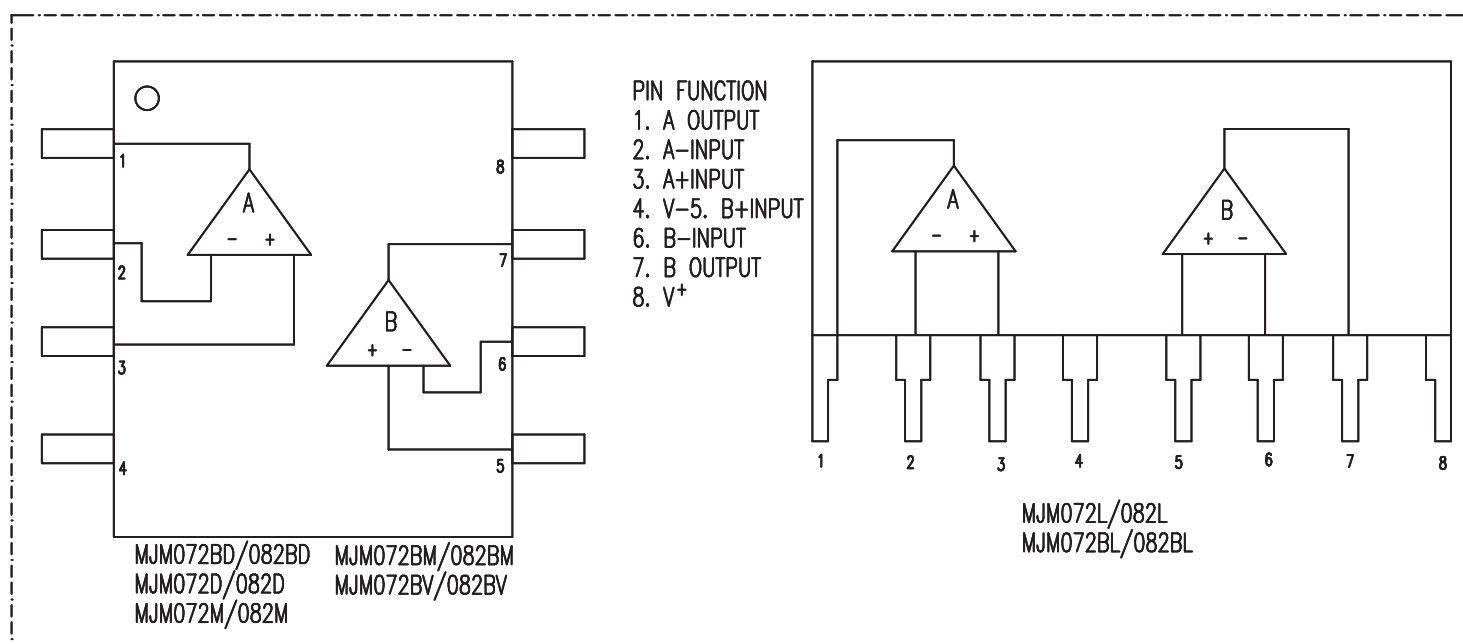 1
2
3
4
8
7
6
5
A
- +
B
+ -
MJM072BD/082BD
MJM072D/082D
MJM072M/082M
MJM072BM/082BM
MJM072BV/082BV
PIN FUNCTION
1. A OUTPUT
2. A-INPUT
3. A+INPUT
4. V-5. B+INPUT
6. B-INPUT
7. B OUTPUT
8. V⁺
A
- +
B
+ -
1 2 3 4 5 6 7 8
MJM072L/082L
MJM072BL/082BL